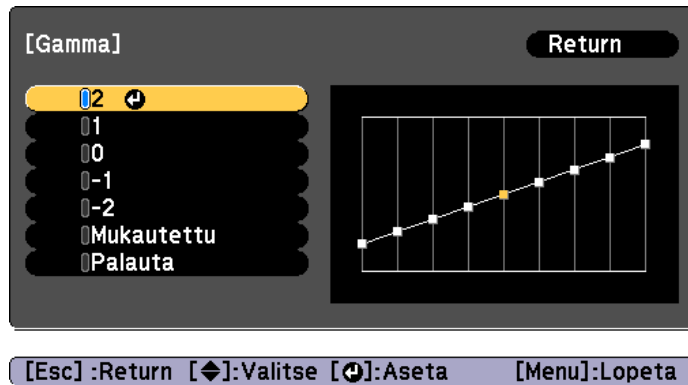 [Gamma]
Return
2
1
0
-1
-2
Mukautettu
Palauta
[Esc] :Return [◆]:Valitse [↵]:Aseta [Menu]:Lopeta